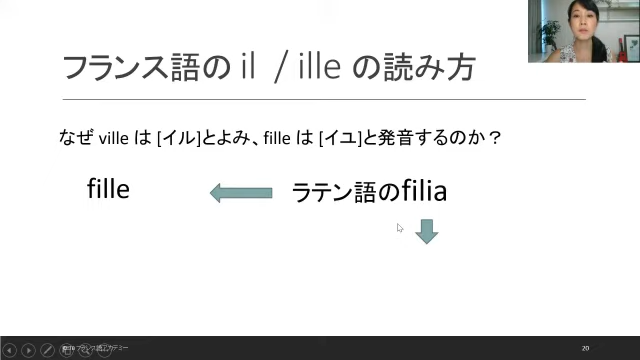 フランス語の il / ille の読み方
なぜ ville は [イル]とよみ、fille は [イユ]と発音するのか？
fille
ラテン語のfilia
20